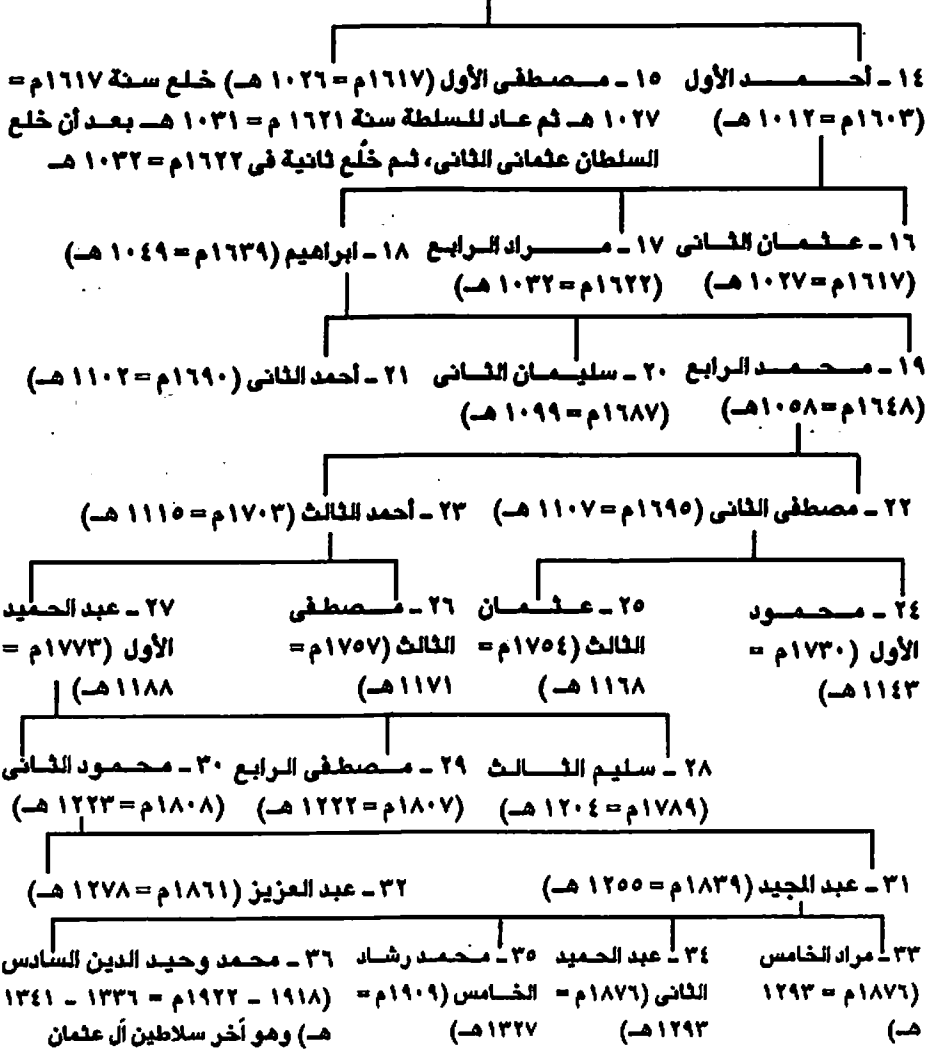 ١٤ ـ أحمد الأول (١٦٠٣م = ١٠١٢ هـ)
١٥ ـ مصطفى الأول (١٦١٧م = ١٠٢٦ هـ) خلع سنة ١٦١٧م =
١٠٢٧ هـ ثم عاد للسلطة سنة ١٦٢١ م = ١٠٣١ هـ بعد أن خلع
السلطان عثمانى الثانى، ثم خُلع ثانية فى ١٦٢٢م = ١٠٣٢ هـ
١٦ ـ عثمان الثانى
(١٦١٧م = ١٠٢٧ هـ)
١٧ ـ مراد الرابع
(١٦٢٢م = ١٠٣٢ هـ)
١٨ ـ ابراهيم (١٦٣٩م = ١٠٤٩ هـ)
١٩ ـ محمد الرابع
(١٦٤٨م = ١٠٥٨هـ)
٢٠ ـ سليمان الثانى
(١٦٨٧م = ١٠٩٩ هـ)
٢١ ـ أحمد الثانى (١٦٩٠م = ١١٠٢ هـ)
٢٢ ـ مصطفى الثانى (١٦٩٥م = ١١٠٧ هـ)
٢٣ ـ أحمد الثالث (١٧٠٣م = ١١١٥ هـ)
٢٤ ـ محمود
الأول (١٧٣٠م =
١١٤٣ هـ)
٢٥ ـ عثمان
الثالث (١٧٥٤م =
١١٦٨ هـ )
٢٦ ـ مصطفى
الثالث (١٧٥٧م =
١١٧١ هـ)
٢٧ ـ عبد الحميد
الأول (١٧٧٣م =
١١٨٨ هـ)
٢٨ ـ سليم الثالث
(١٧٨٩م = ١٢٠٤ هـ)
٢٩ ـ مصطفى الرابع
(١٨٠٧م = ١٢٢٢ هـ)
٣٠ ـ محمود الثانى
(١٨٠٨م = ١٢٢٣ هـ)
٣١ ـ عبد المجيد (١٨٣٩م = ١٢٥٥ هـ)
٣٢ ـ عبد العزيز (١٨٦١م = ١٢٧٨ هـ)
٣٣ ـ مراد الخامس
(١٨٧٦م = ١٢٩٣
هـ)
٣٤ ـ عبد الحميد
الثانى (١٨٧٦م =
١٢٩٣هـ)
٣٥ ـ محمد رشاد
الخامس (١٩٠٩م =
١٣٢٧هـ)
٣٦ ـ محمد وحيد الدين السادس
(١٩١٨ ـ ١٩٢٢م = ١٣٣٦ ـ ١٣٤١
هـ) وهو آخر سلاطين آل عثمان